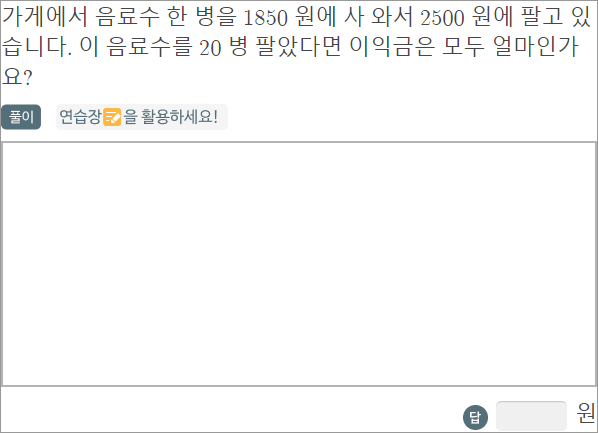 가게에서 음료수 한 병을 1850 원에 사 와서 2500 원에 팔고 있
습니다. 이 음료수를 20 병 팔았다면 이익금은 모두 얼마인가
요?
풀이 연습장을 활용하세요!
답 원